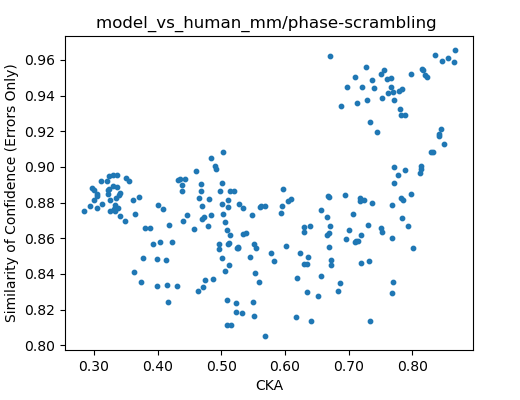 model_vs_human_mm/phase-scrambling
Similarity of Confidence (Errors Only)
0.96
0.94
0.92
0.90
0.88
0.86
0.84
0.82
0.80
0.30 0.40 0.50 0.60 0.70 0.80
CKA